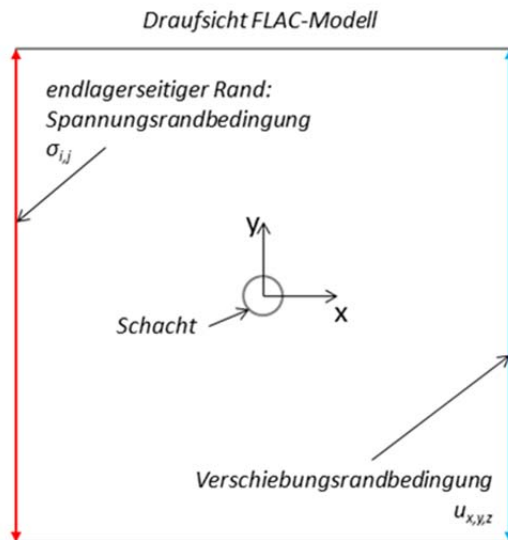 Draufsicht FLAC-Modell
endlagerseitiger Rand:
Spannungsrandbedingung
σi,j
y
x
Schacht
Verschiebungsrandbedingung
ux,y,z